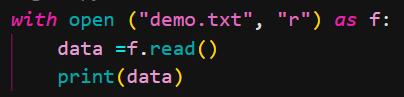 with open ("demo.txt", "r") as f:
    data =f.read()
    print(data)